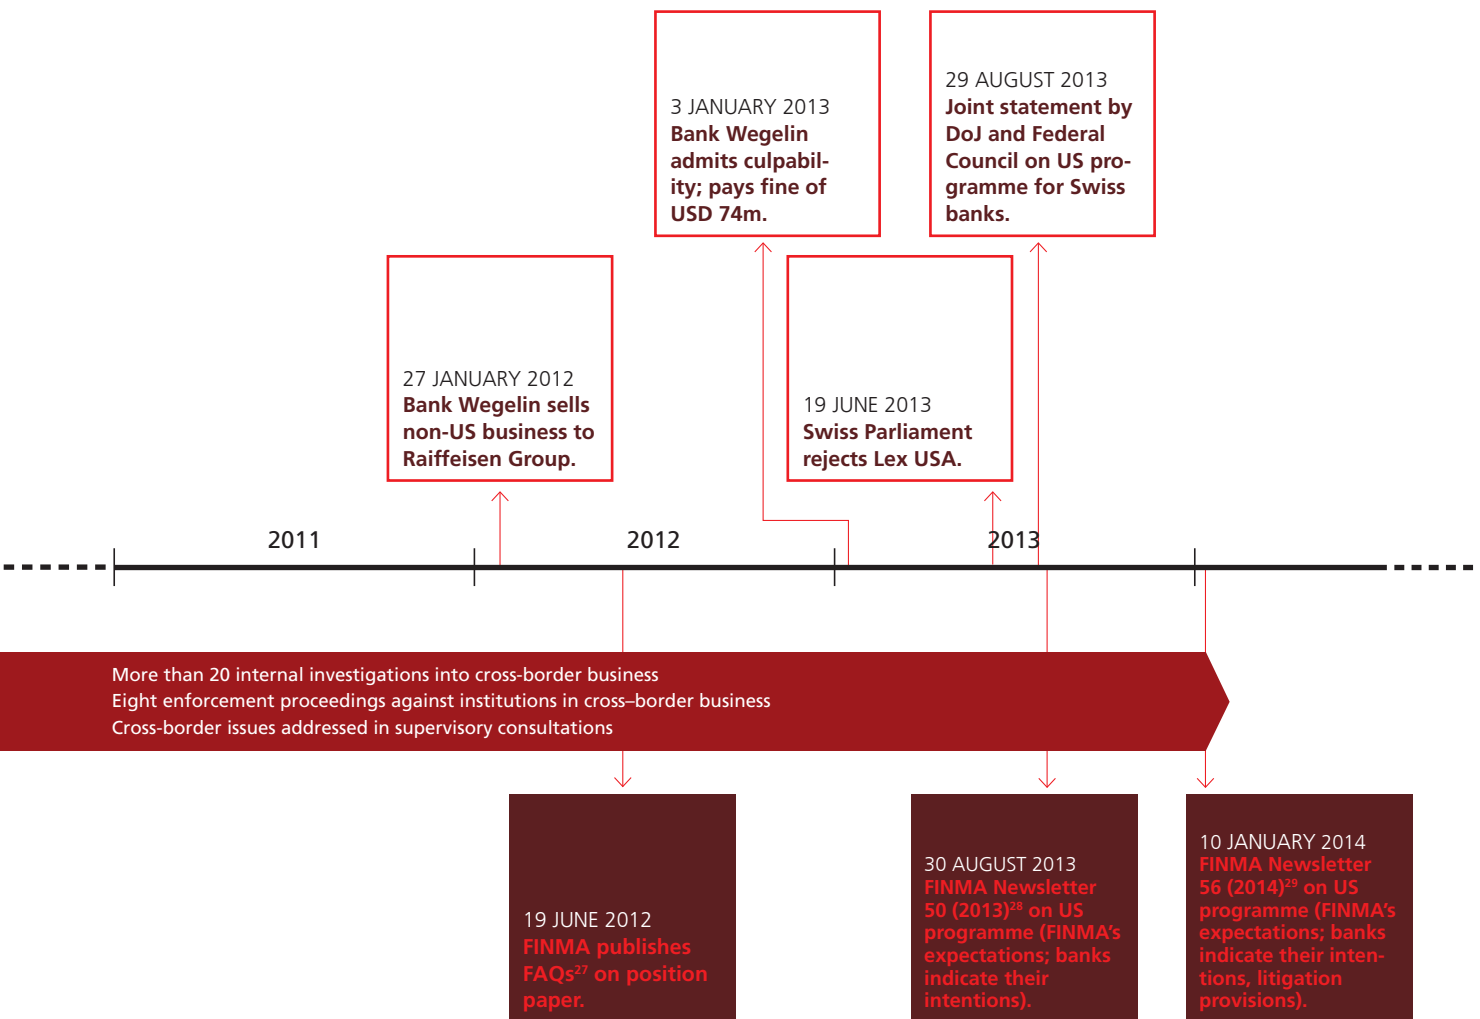 3 JANUARY 2013
Bank Wegelin
admits culpabil-
ity; pays fine of
USD 74m.
29 AUGUST 2013
Joint statement by
DoJ and Federal
Council on US pro-
gramme for Swiss
banks.
27 JANUARY 2012
Bank Wegelin sells
non-US business to
Raiffeisen Group.
19 JUNE 2013
Swiss Parliament
rejects Lex USA.
2011
2012
2013
More than 20 internal investigations into cross-border business
Eight enforcement proceedings against institutions in cross–border business
Cross-border issues addressed in supervisory consultations
19 JUNE 2012
FINMA publishes
FAQs27 on position
paper.
30 AUGUST 2013
FINMA Newsletter
50 (2013)28 on US
programme (FINMA’s
expectations; banks
indicate their
intentions).
10 JANUARY 2014
FINMA Newsletter
56 (2014)29 on US
programme (FINMA’s
expectations; banks
indicate their inten-
tions, litigation
provisions).